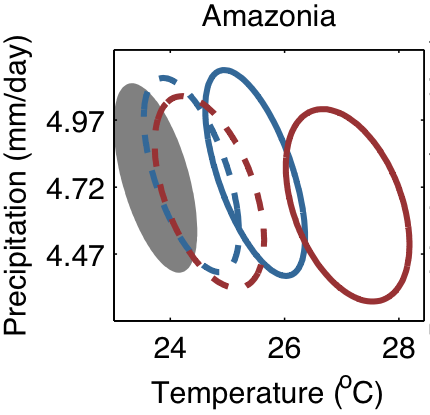 Amazonia
Precipitation (mm/day)
4.97
4.72
4.47
24 26 28
Temperature (°C)